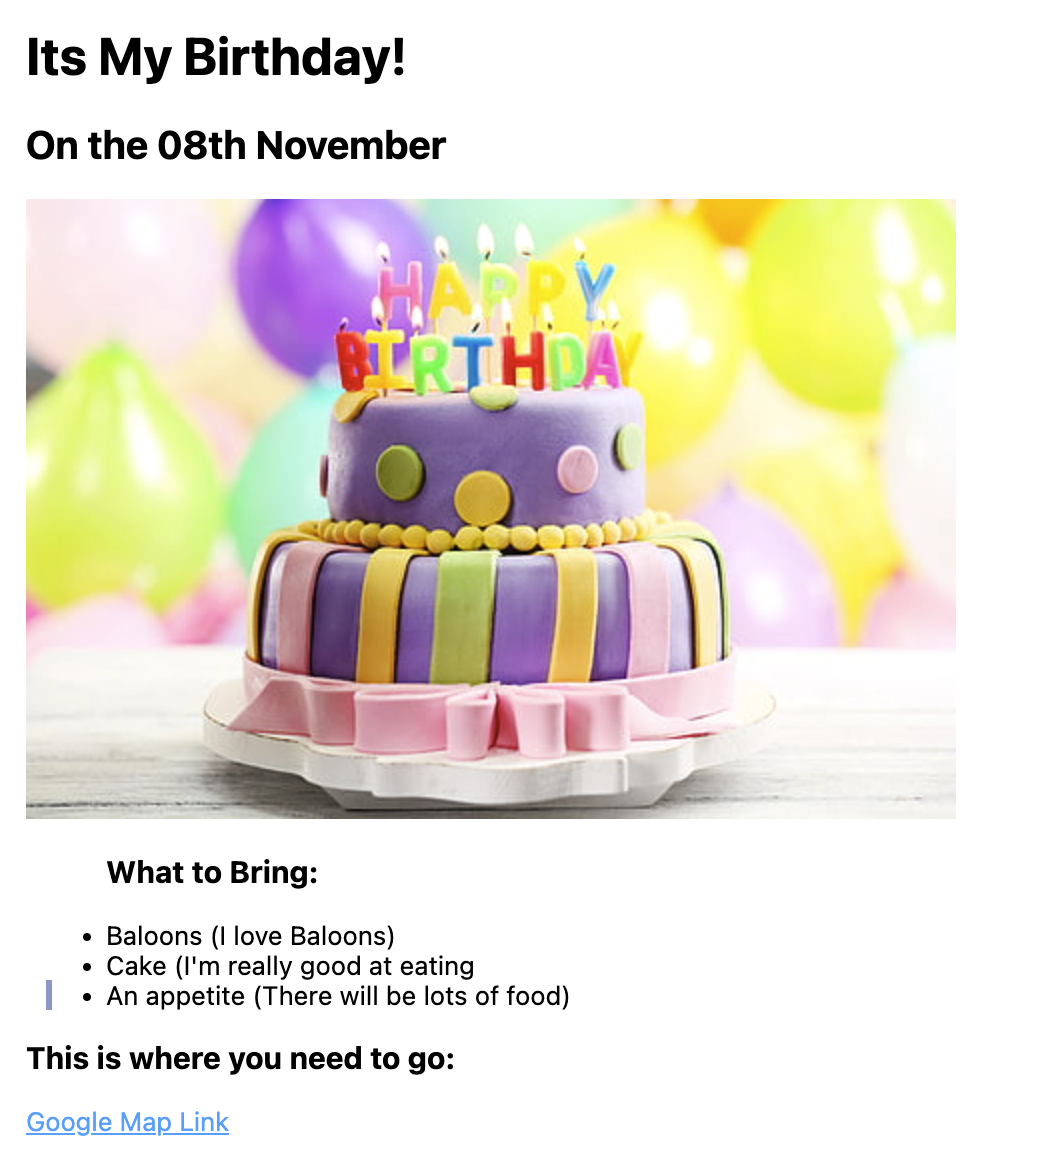 Its My Birthday!
On the 08th November
HAPPY
BIRTHDAY
What to Bring:
Baloons (I love Baloons)
Cake (I'm really good at eating
An appetite (There will be lots of food)
This is where you need to go:
Google Map Link